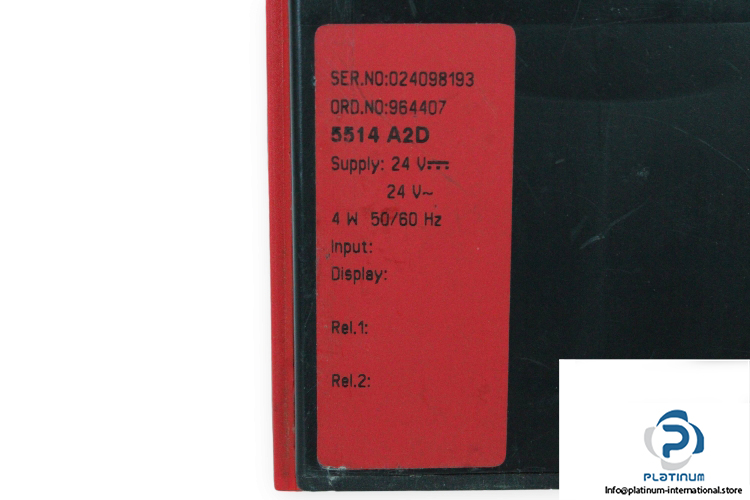 SER.NO:024098193
ORD.NO:964407
5514 A2D
Supply: 24 V⎓
24 V~
4 W 50/60 Hz
Input:
Display:
Rel.1:
Rel.2:
PLATINUM
Info@platinum-international.store